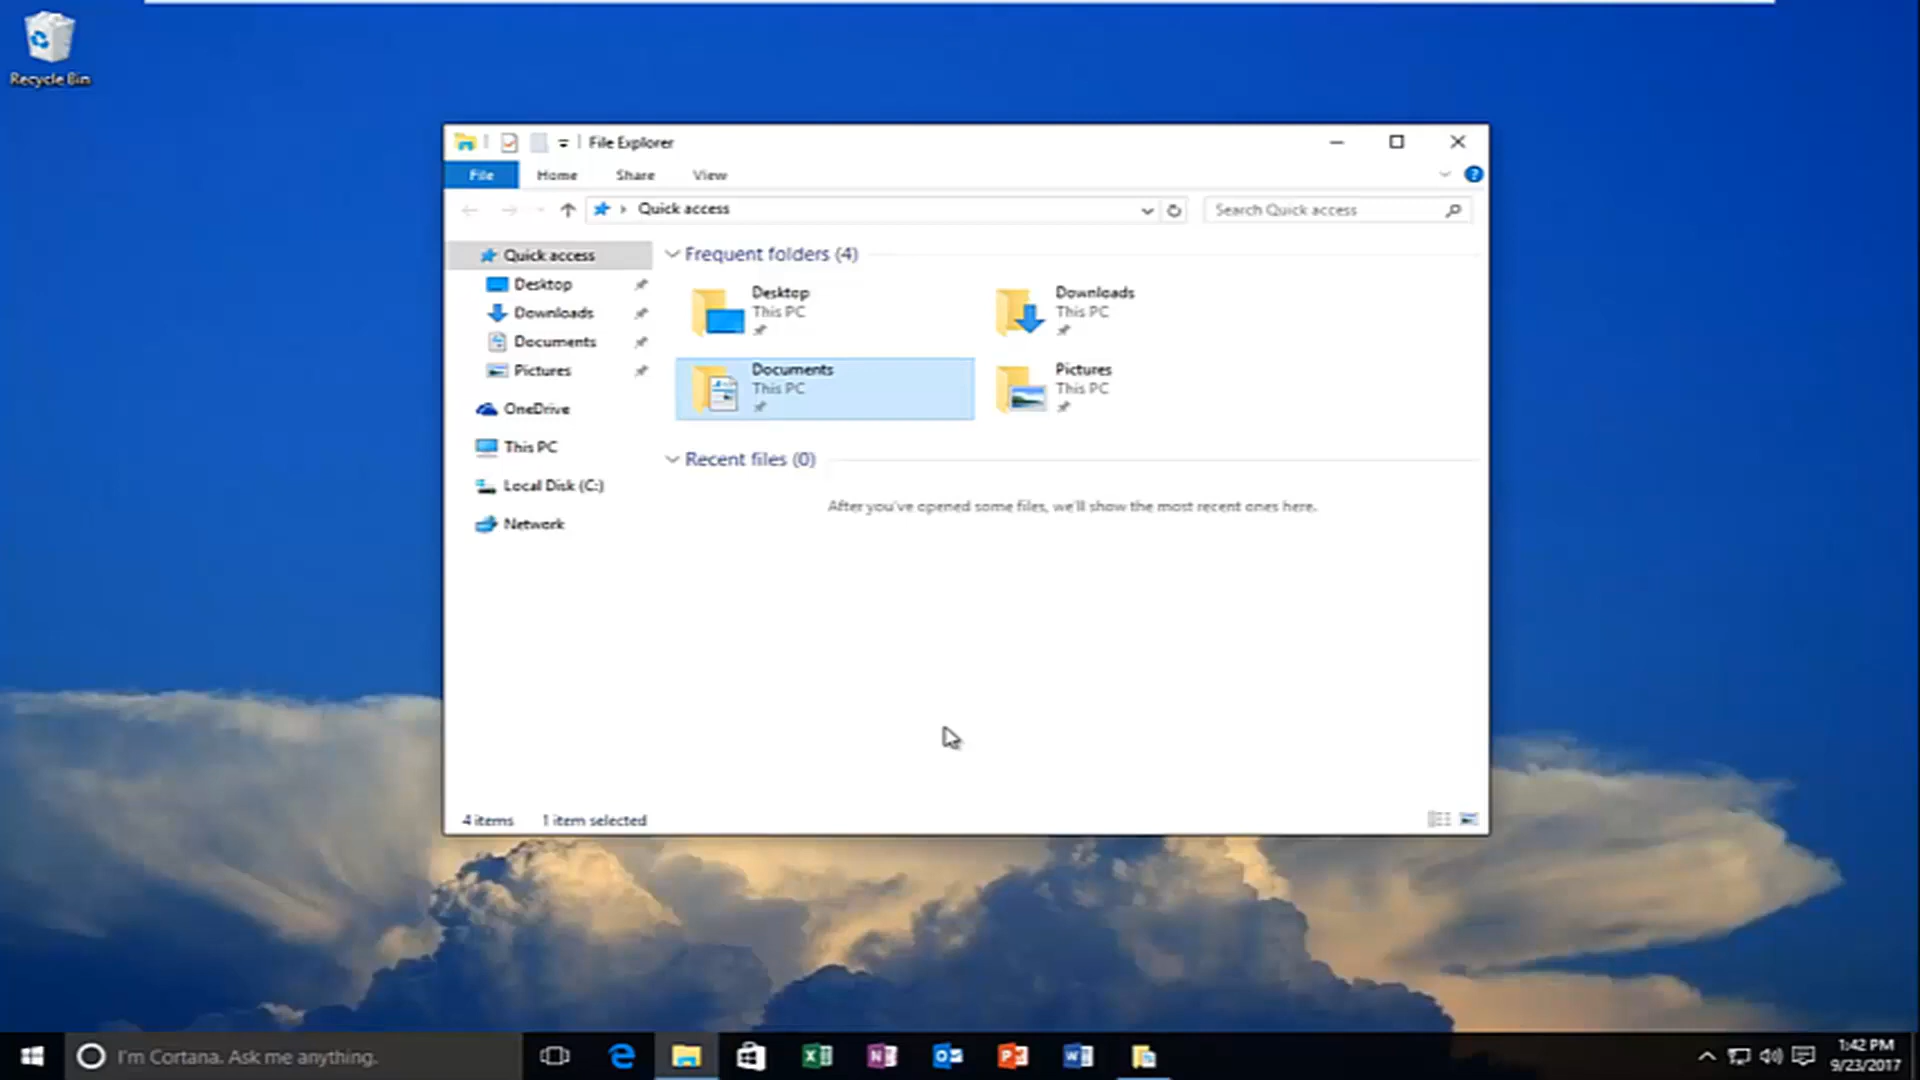 Recycle Bin
File Explorer
File Home Share View
Quick access
Search Quick access
Quick access
Desktop
Downloads
Documents
Pictures
OneDrive
This PC
Local Disk (C:)
Network
Frequent folders (4)
Desktop
This PC
Downloads
This PC
Documents
This PC
Pictures
This PC
Recent files (0)
After you've opened some files, we'll show the most recent ones here.
4 items 1 item selected
I'm Cortana. Ask me anything.
1:42 PM
9/23/2017